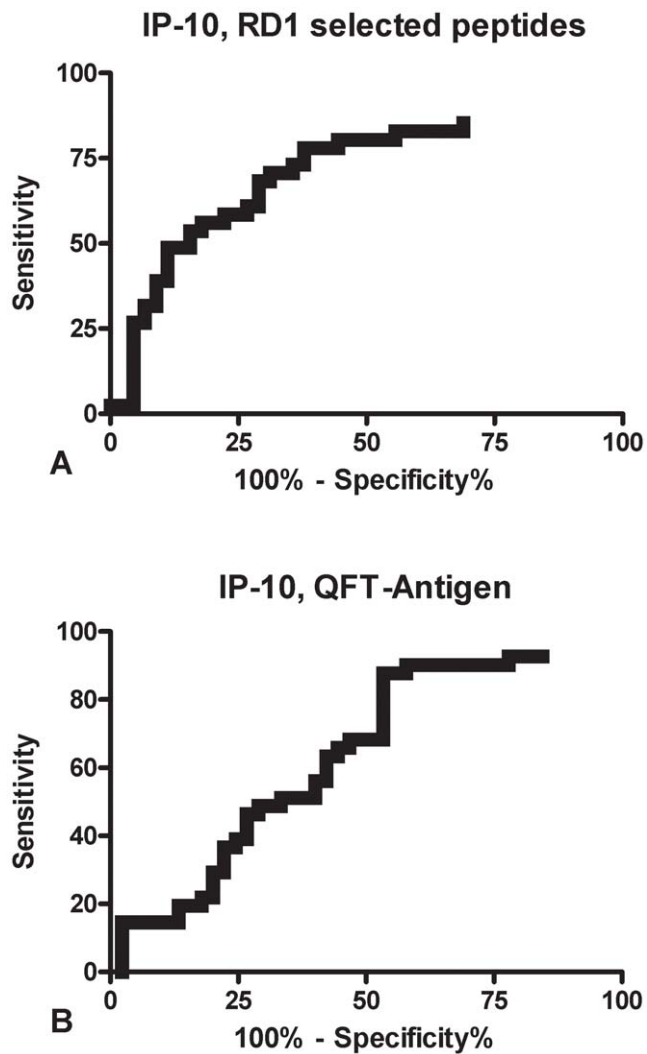 IP-10, RD1 selected peptides
100
75
50
25
0
Sensitivity
0 25 50 75 100
100% - Specificity%
A
IP-10, QFT-Antigen
100
80
60
40
20
0
Sensitivity
0 25 50 75 100
100% - Specificity%
B